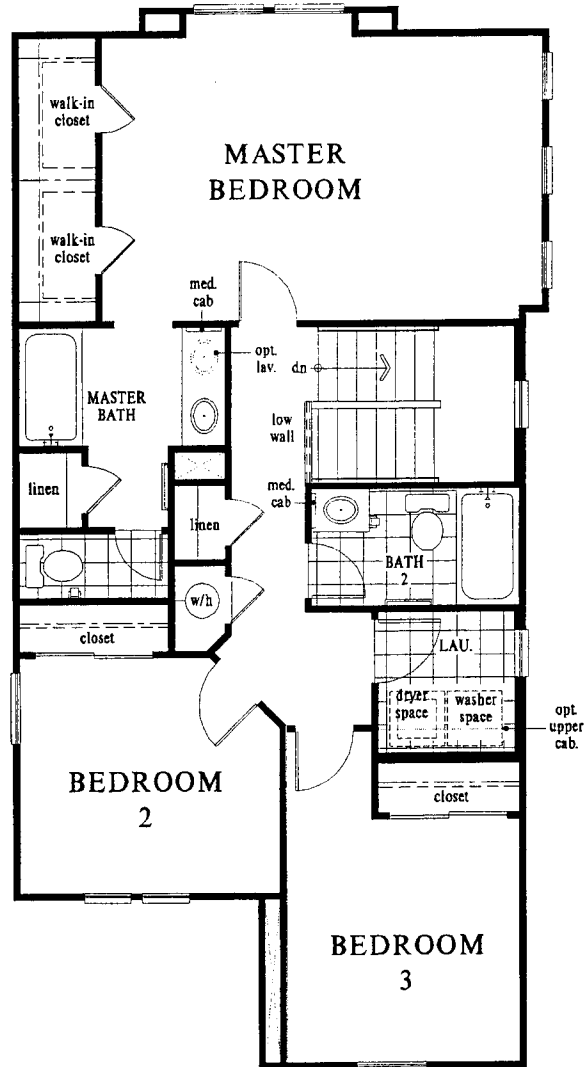 walk-in
closet
MASTER
BEDROOM
walk-in
closet
med.
cab
opt.
lav.
dn
MASTER
BATH
low
wall
linen
med.
cab
linen
BATH
2
w/h
closet
LAU.
dryer
space
washer
space
opt.
upper
cab.
BEDROOM
2
closet
BEDROOM
3